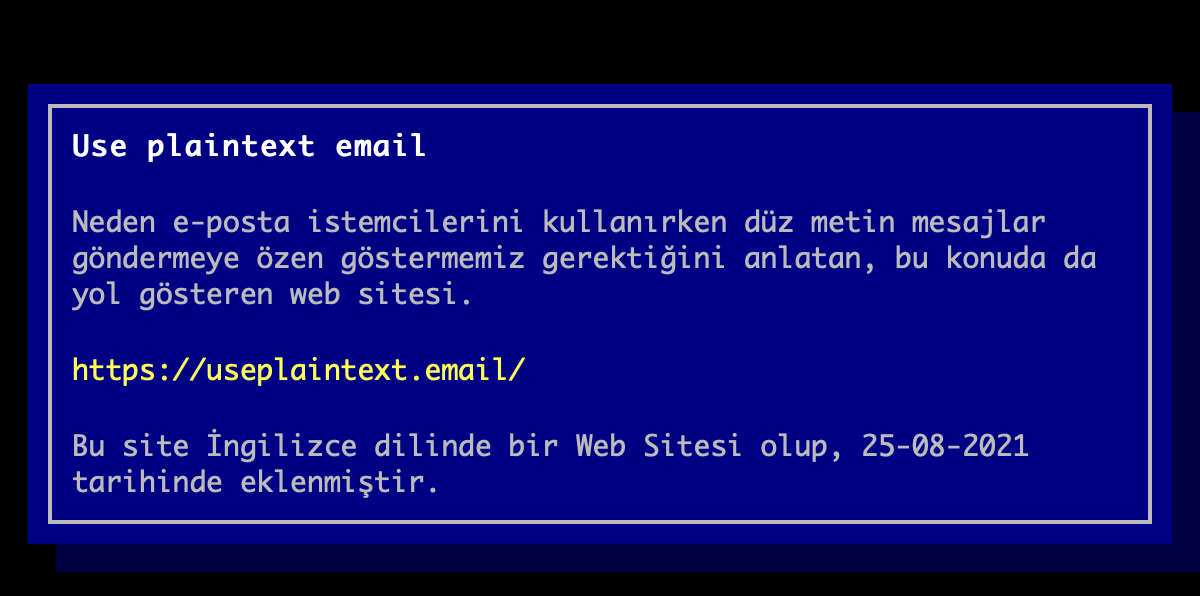 Use plaintext email
Neden e-posta istemcilerini kullanırken düz metin mesajlar
göndermeye özen göstermemiz gerektiğini anlatan, bu konuda da
yol gösteren web sitesi.
https://useplaintext.email/
Bu site İngilizce dilinde bir Web Sitesi olup, 25-08-2021
tarihinde eklenmiştir.